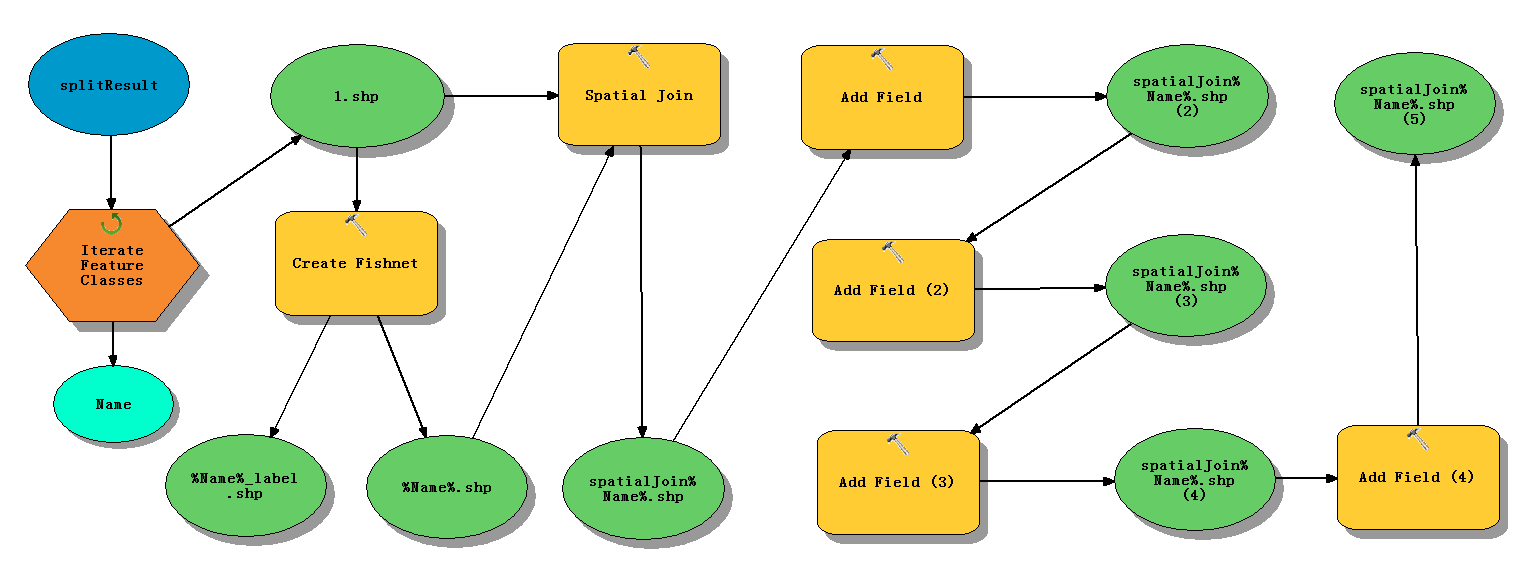 splitResult
1.shp
Spatial Join
Add Field
spatialJoin%
Name%.shp
(2)
spatialJoin%
Name%.shp
(5)
Iterate
Feature
Classes
Create Fishnet
Add Field (2)
spatialJoin%
Name%.shp
(3)
Name
%Name%_label
.shp
%Name%.shp
spatialJoin%
Name%.shp
Add Field (3)
spatialJoin%
Name%.shp
(4)
Add Field (4)